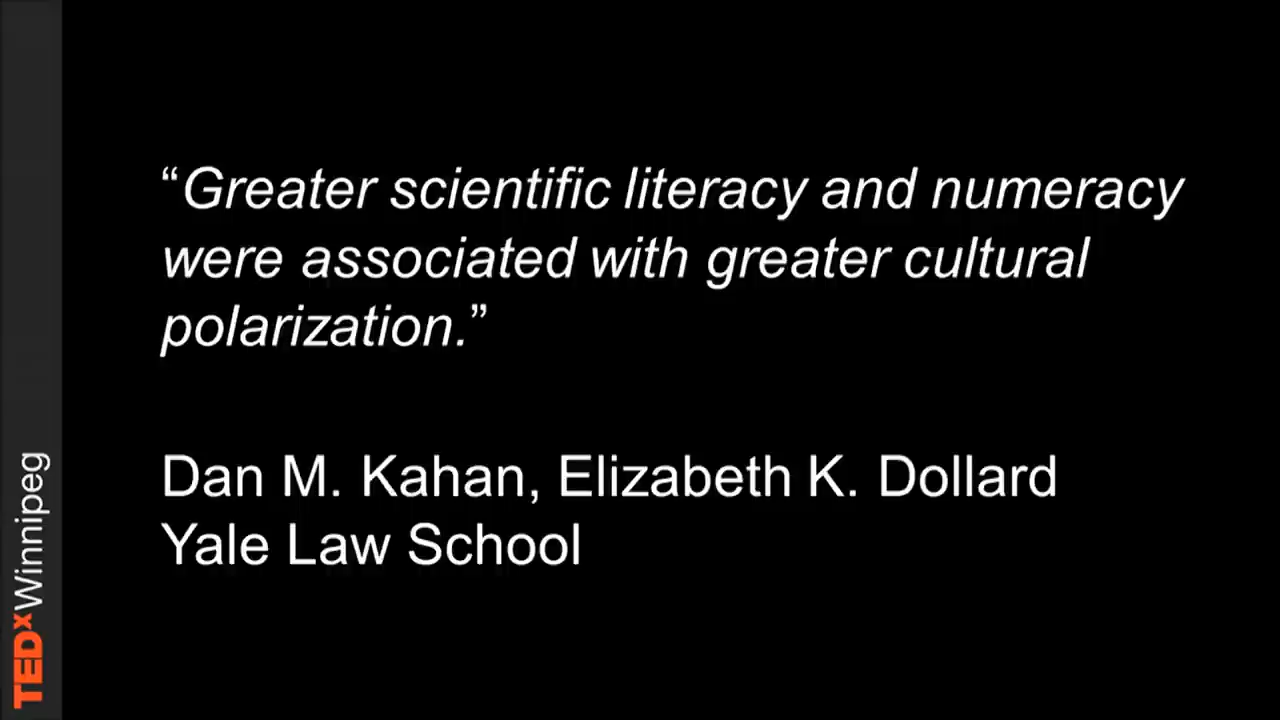 “Greater scientific literacy and numeracy
were associated with greater cultural
polarization.”
Dan M. Kahan, Elizabeth K. Dollard
Yale Law School
TEDxWinnipeg